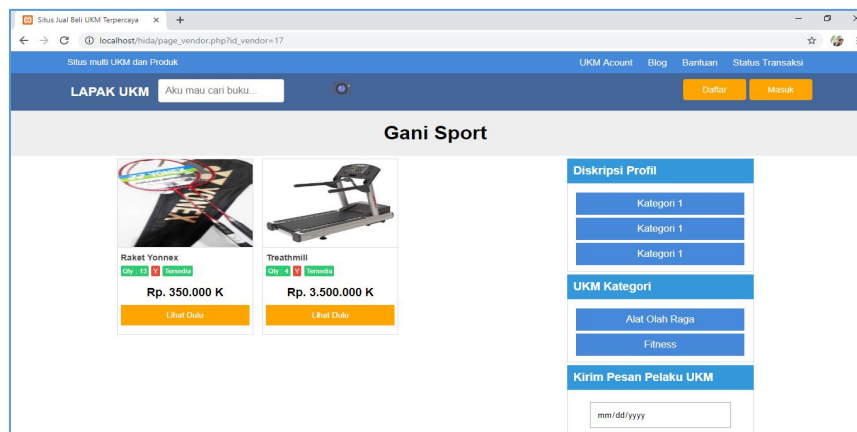 Situs Jual Beli UKM Terpercaya
localhost/hida/page_vendor.php?id_vendor=17
Situs multi UKM dan Produk
UKM Acount Blog Bantuan Status Transaksi
LAPAK UKM Aku mau cari buku...
Daftar Masuk
Gani Sport
YONEX
Raket Yonnex
Qty : 13 Y Tersedia
Rp. 350.000 K
Lihat Dulu
Treathmill
Qty : 4 Y Tersedia
Rp. 3.500.000 K
Lihat Dulu
Diskripsi Profil
Kategori 1
Kategori 1
Kategori 1
UKM Kategori
Alat Olah Raga
Fitness
Kirim Pesan Pelaku UKM
mm/dd/yyyy